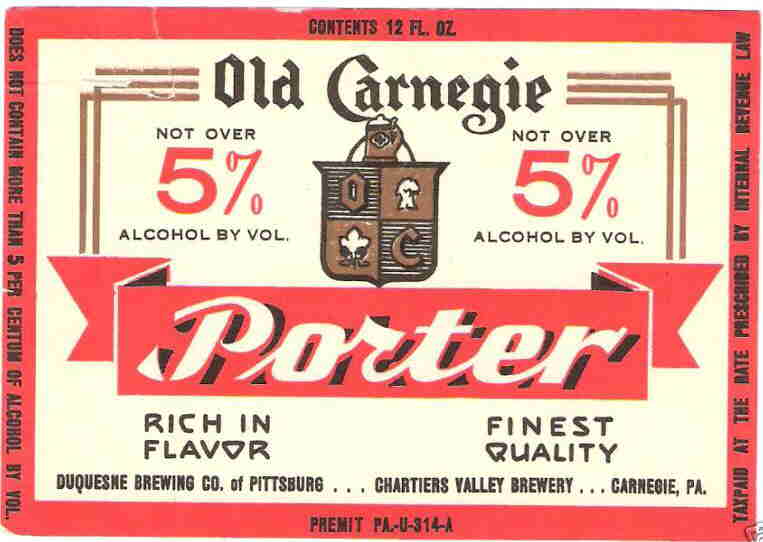 CONTENTS 12 FL. OZ.
Old Carnegie
NOT OVER
5%
ALCOHOL BY VOL.
NOT OVER
5%
ALCOHOL BY VOL.
O
C
Porter
RICH IN
FLAVOR
FINEST
QUALITY
DUQUESNE BREWING CO. of PITTSBURG . . . CHARTIERS VALLEY BREWERY . . . CARNEGIE, PA.
PREMIT PA.-U-314-A
DOES NOT CONTAIN MORE THAN 5 PER CENTUM OF ALCOHOL BY VOL.
TAXPAID AT THE RATE PRESCRIBED BY INTERNAL REVENUE LAW